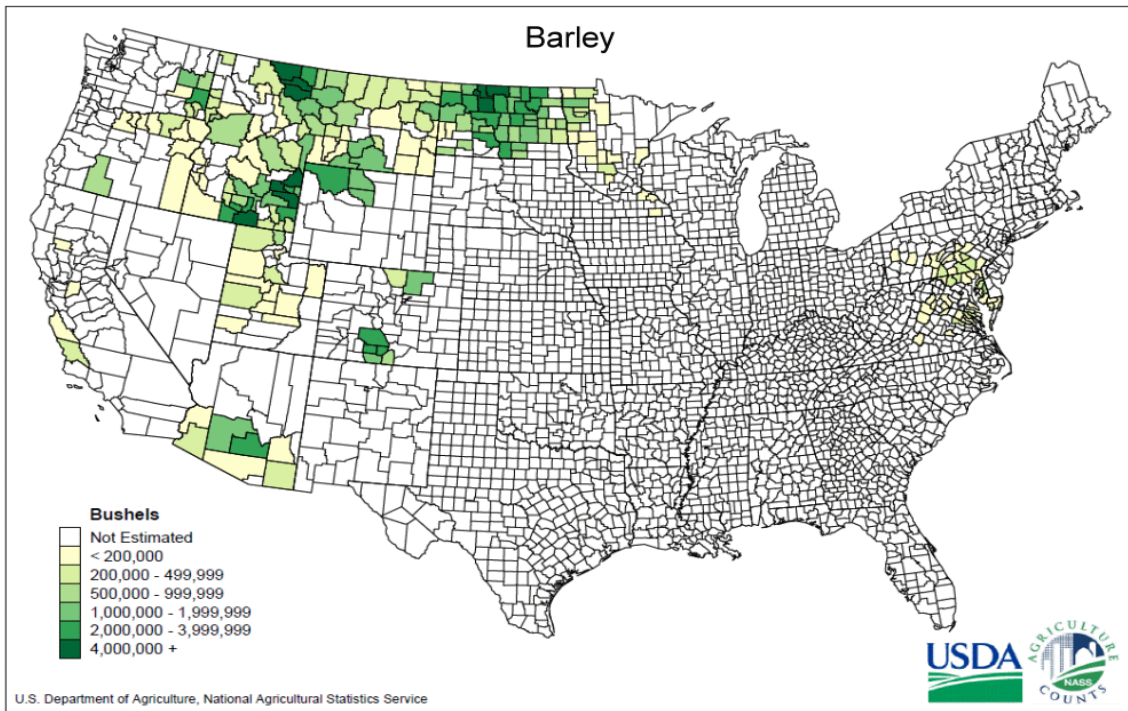 Barley
Bushels
Not Estimated
< 200,000
200,000 - 499,999
500,000 - 999,999
1,000,000 - 1,999,999
2,000,000 - 3,999,999
4,000,000 +
U.S. Department of Agriculture, National Agricultural Statistics Service
USDA
AGRICULTURE
NASS
COUNTS